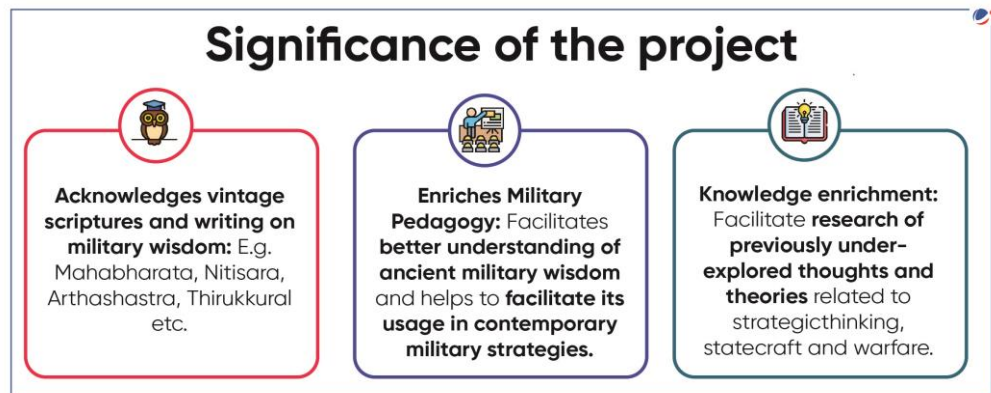 Significance of the project
Acknowledges vintage
scriptures and writing on
military wisdom: E.g.
Mahabharata, Nitisara,
Arthashastra, Thirukkural
etc.
Enriches Military
Pedagogy: Facilitates
better understanding of
ancient military wisdom
and helps to facilitate its
usage in contemporary
military strategies.
Knowledge enrichment:
Facilitate research of
previously under-
explored thoughts and
theories related to
strategicthinking,
statecraft and warfare.